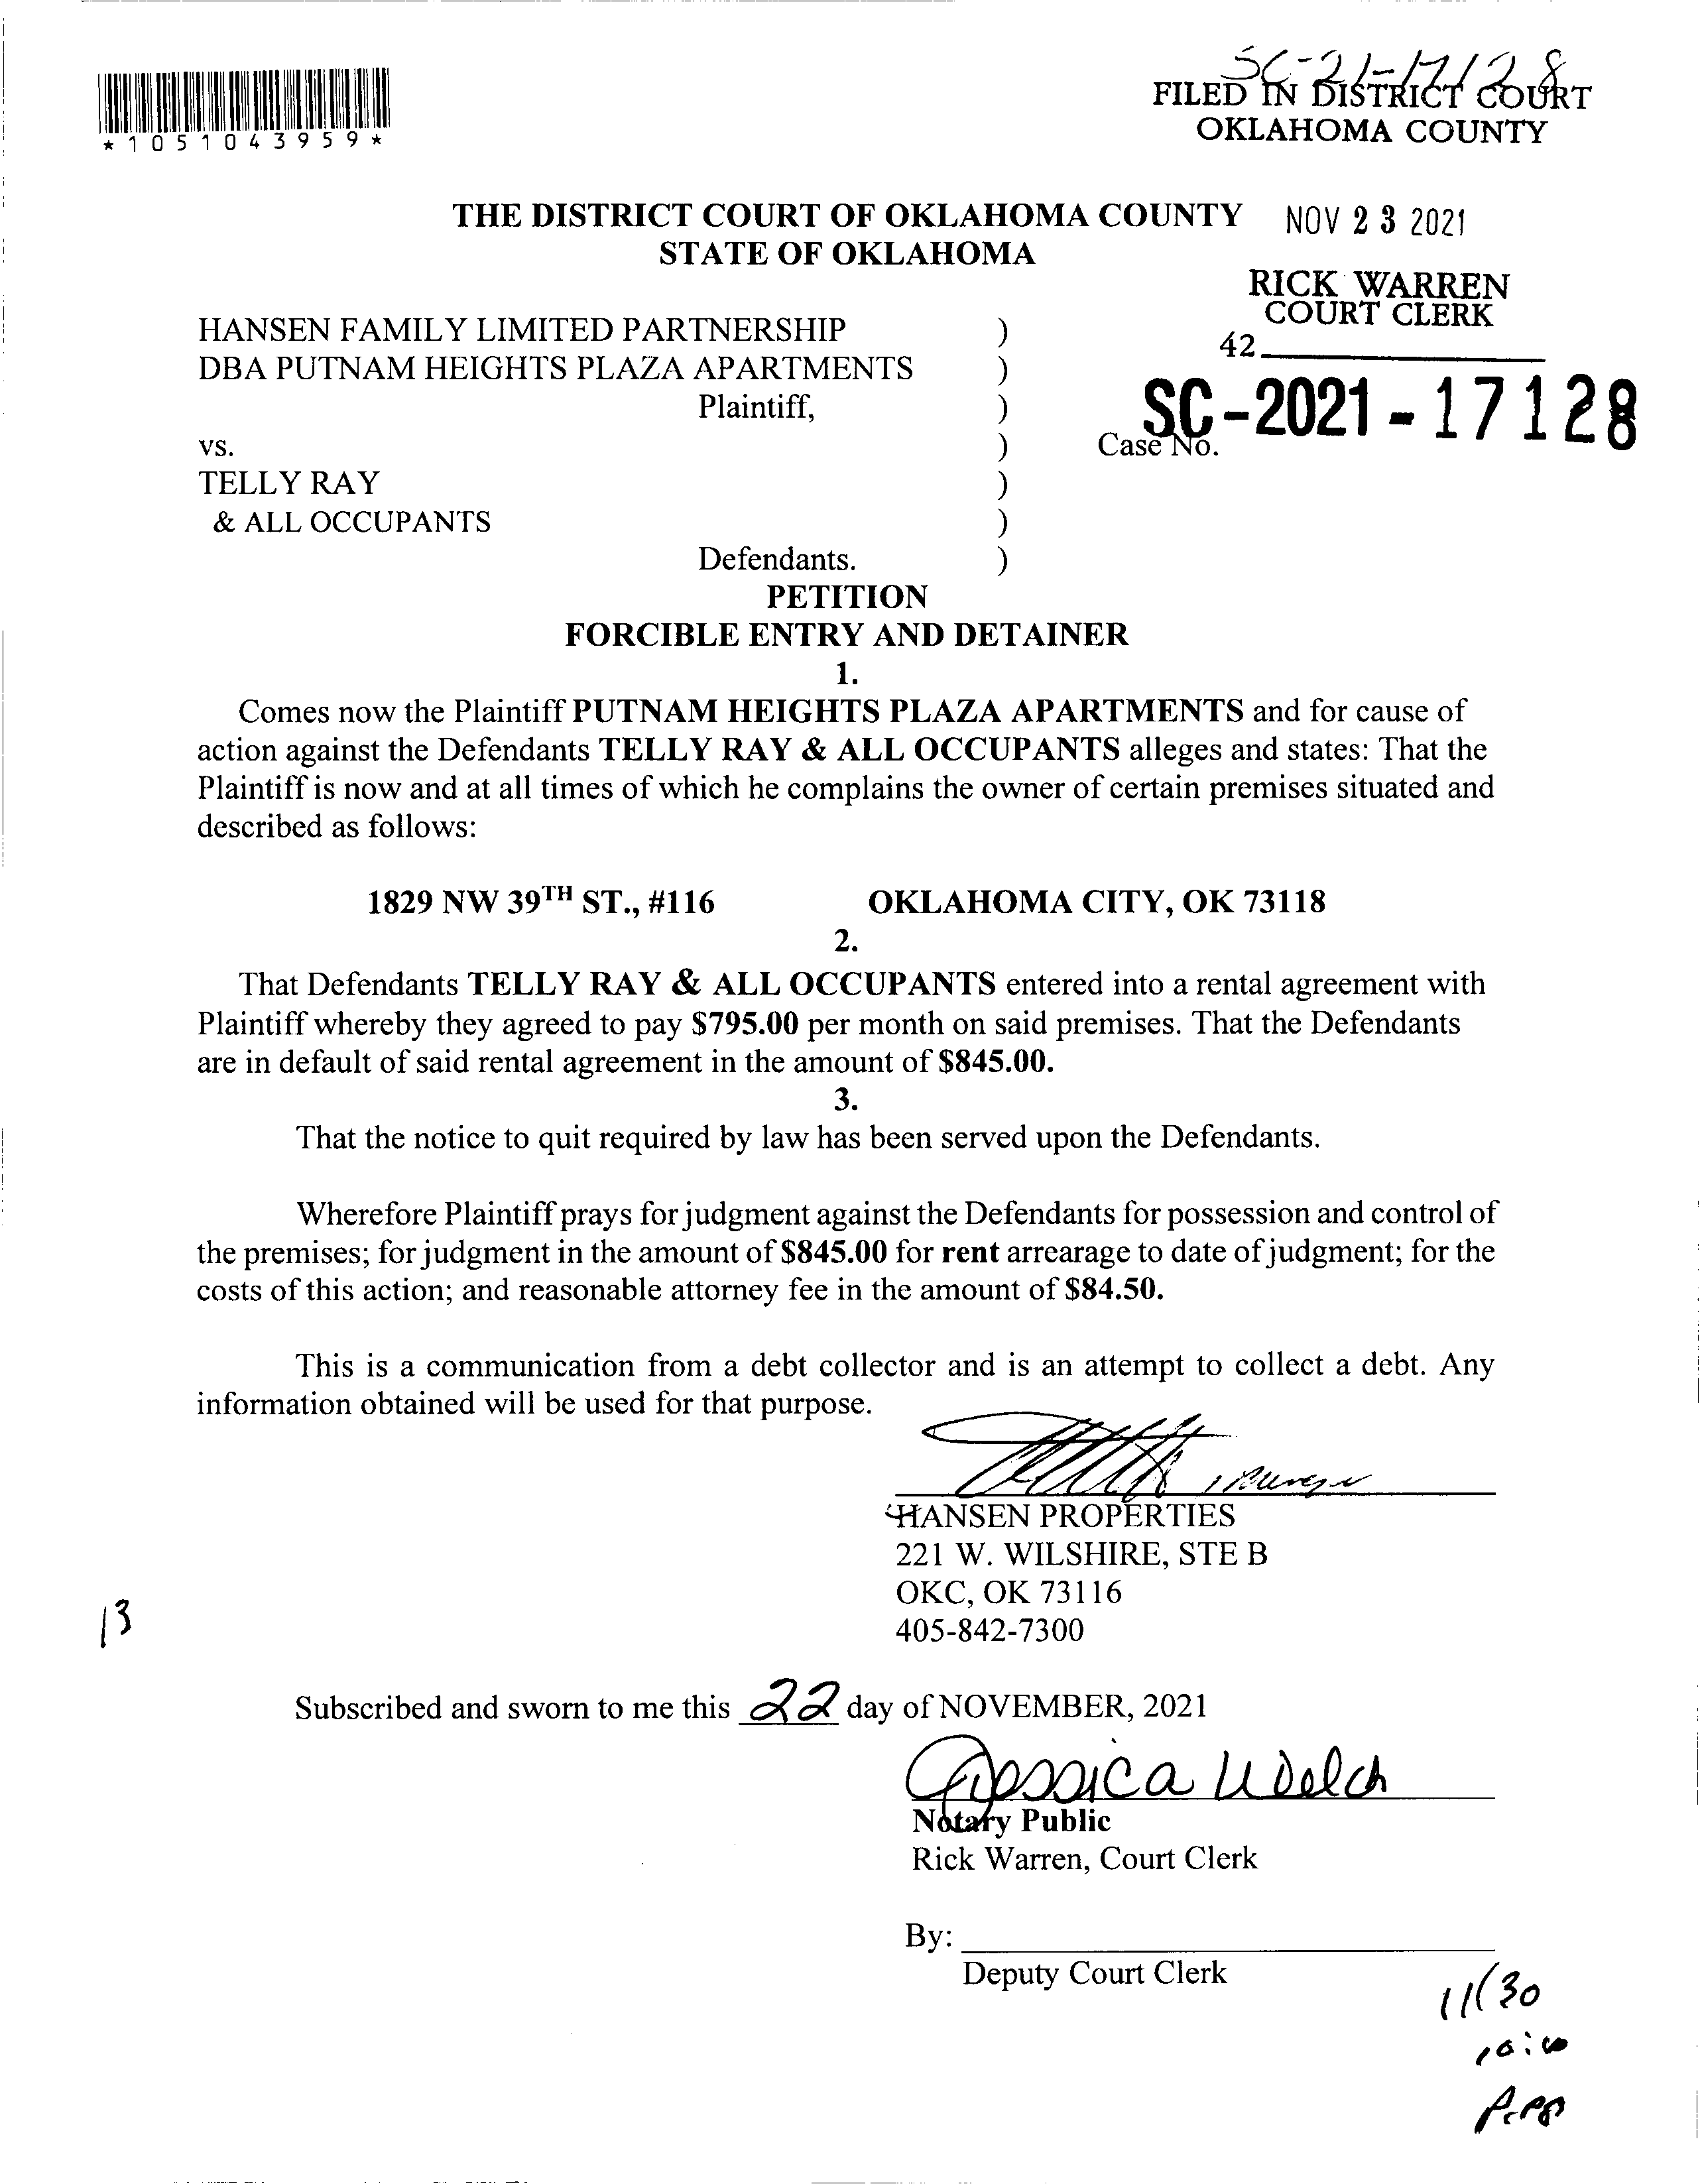 SC-21-17128
FILED IN DISTRICT COURT
OKLAHOMA COUNTY
*1051043959*
THE DISTRICT COURT OF OKLAHOMA COUNTY
STATE OF OKLAHOMA
NOV 23 2021
RICK WARREN
COURT CLERK
42
HANSEN FAMILY LIMITED PARTNERSHIP )
DBA PUTNAM HEIGHTS PLAZA APARTMENTS )
Plaintiff, )
vs. ) Case No. SC-2021-17128
TELLY RAY )
& ALL OCCUPANTS )
Defendants. )
PETITION
FORCIBLE ENTRY AND DETAINER
1.
Comes now the Plaintiff PUTNAM HEIGHTS PLAZA APARTMENTS and for cause of
action against the Defendants TELLY RAY & ALL OCCUPANTS alleges and states: That the
Plaintiff is now and at all times of which he complains the owner of certain premises situated and
described as follows:
1829 NW 39TH ST., #116 OKLAHOMA CITY, OK 73118
2.
That Defendants TELLY RAY & ALL OCCUPANTS entered into a rental agreement with
Plaintiff whereby they agreed to pay $795.00 per month on said premises. That the Defendants
are in default of said rental agreement in the amount of $845.00.
3.
That the notice to quit required by law has been served upon the Defendants.
Wherefore Plaintiff prays for judgment against the Defendants for possession and control of
the premises; for judgment in the amount of $845.00 for rent arrearage to date of judgment; for the
costs of this action; and reasonable attorney fee in the amount of $84.50.
This is a communication from a debt collector and is an attempt to collect a debt. Any
information obtained will be used for that purpose.
HANSEN PROPERTIES
221 W. WILSHIRE, STE B
OKC, OK 73116
405-842-7300
13
Subscribed and sworn to me this 22 day of NOVEMBER, 2021
Jessica Welch
Notary Public
Rick Warren, Court Clerk
By:
Deputy Court Clerk
11/30